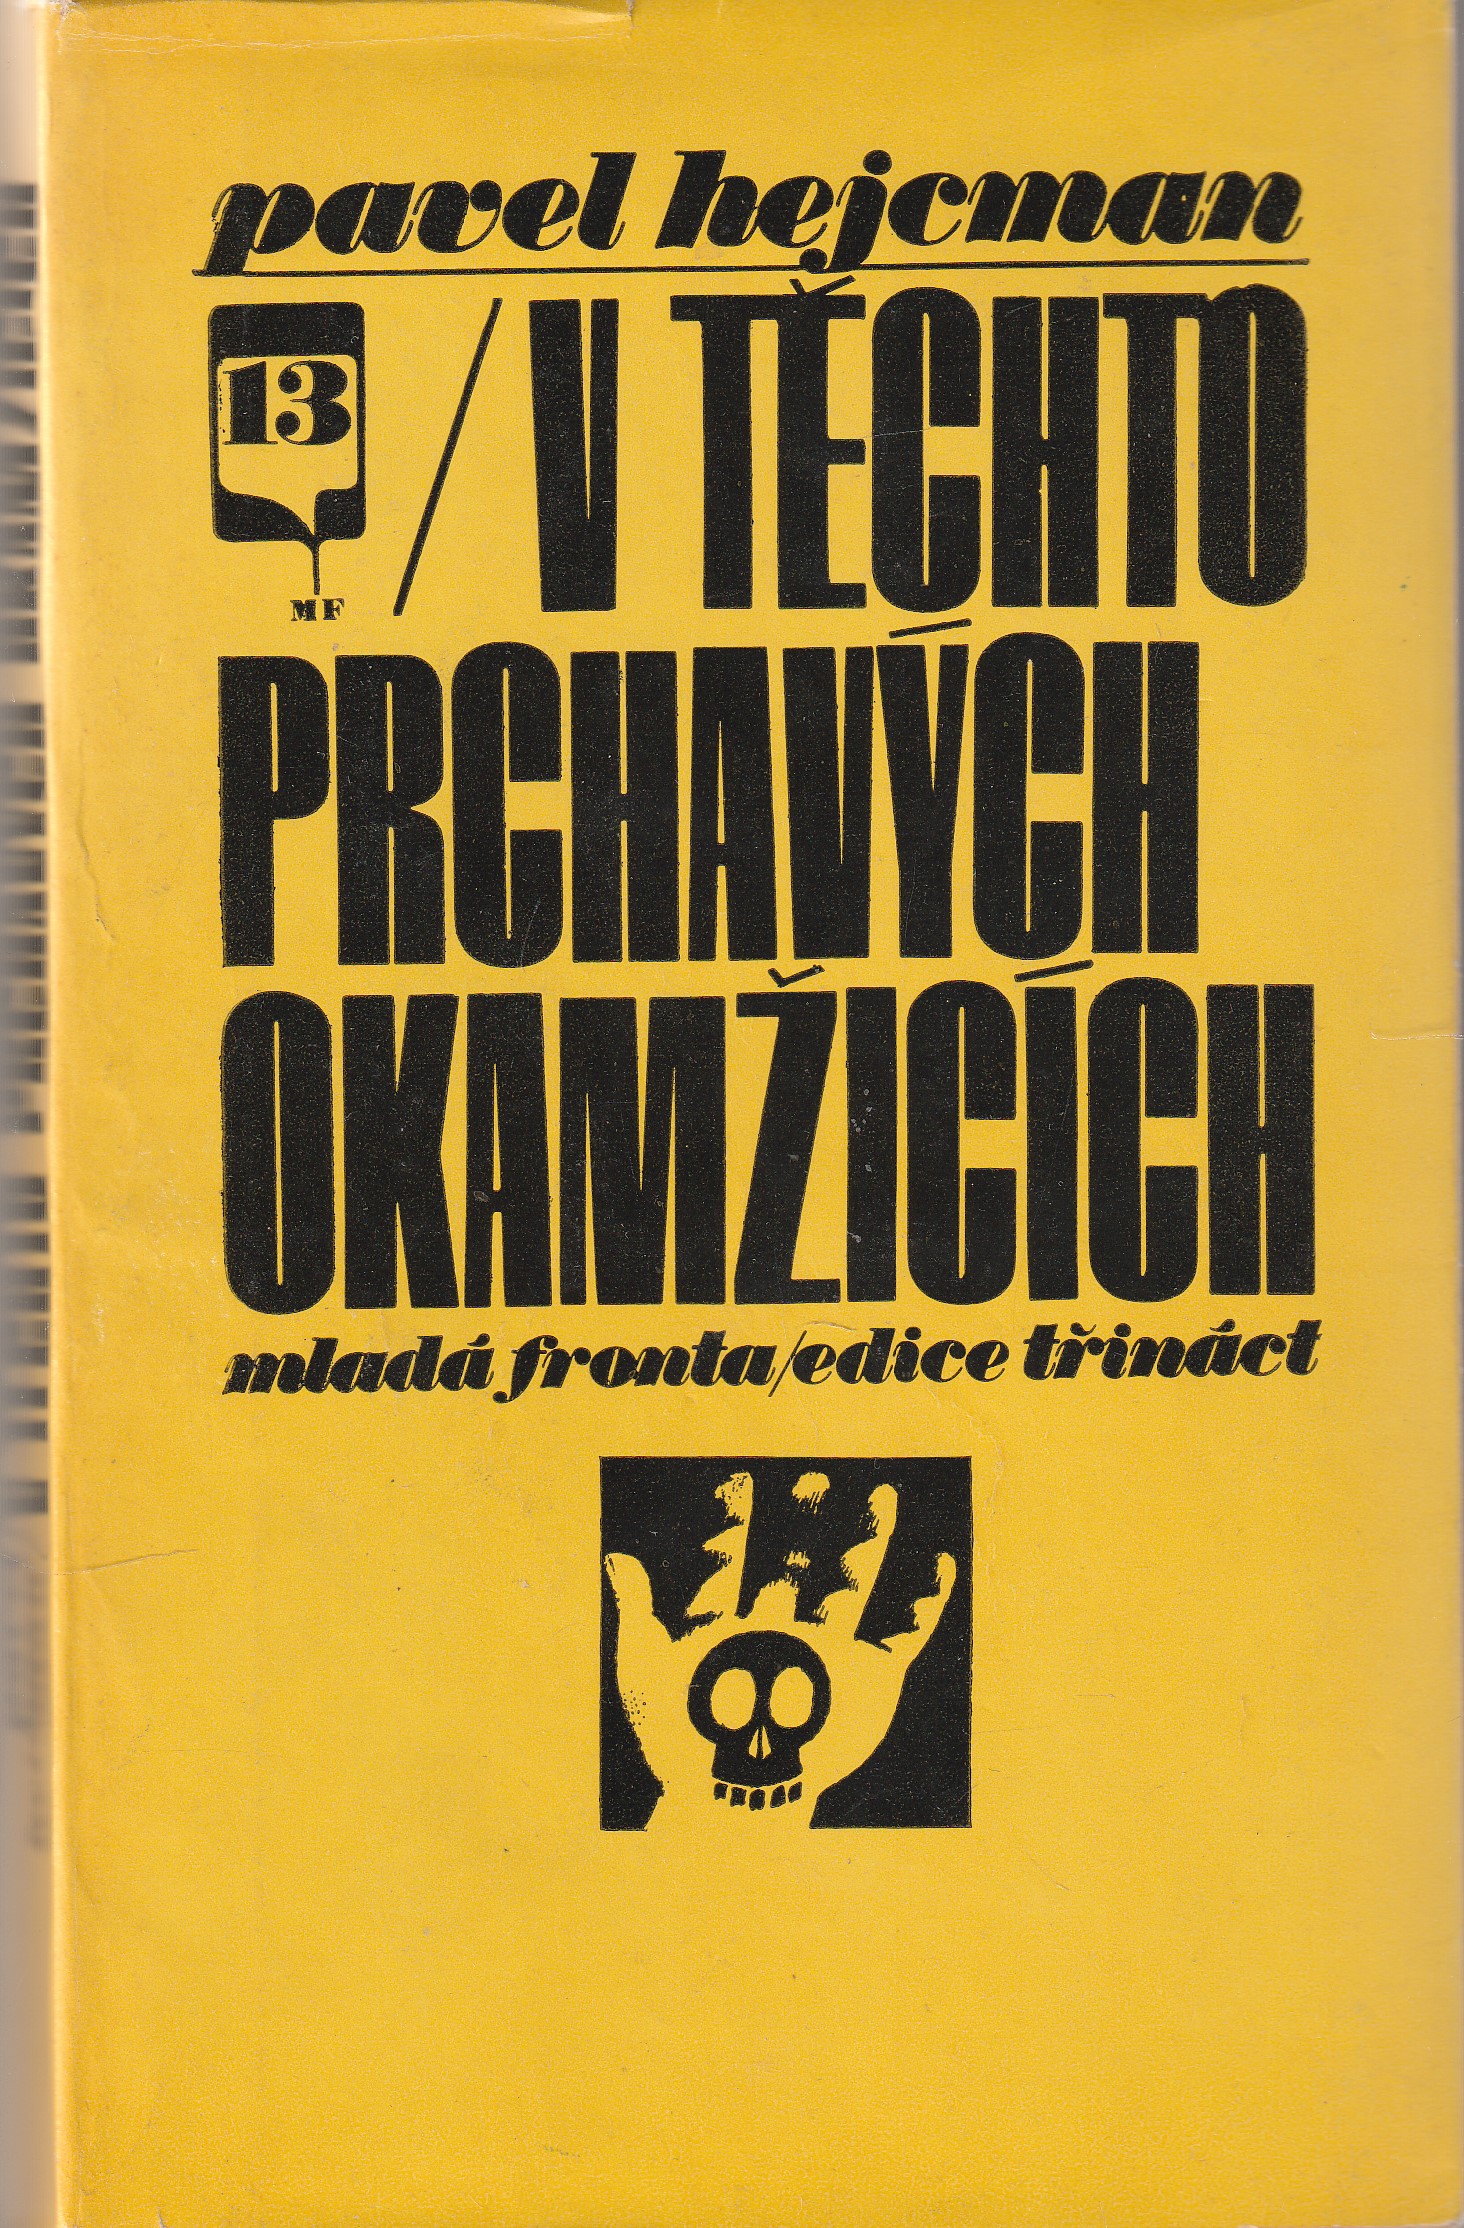 pavel hejcman
13
/ V TĚCHTO
MF
PRCHAVÝCH
OKAMŽICÍCH
mladá fronta/edice třináct